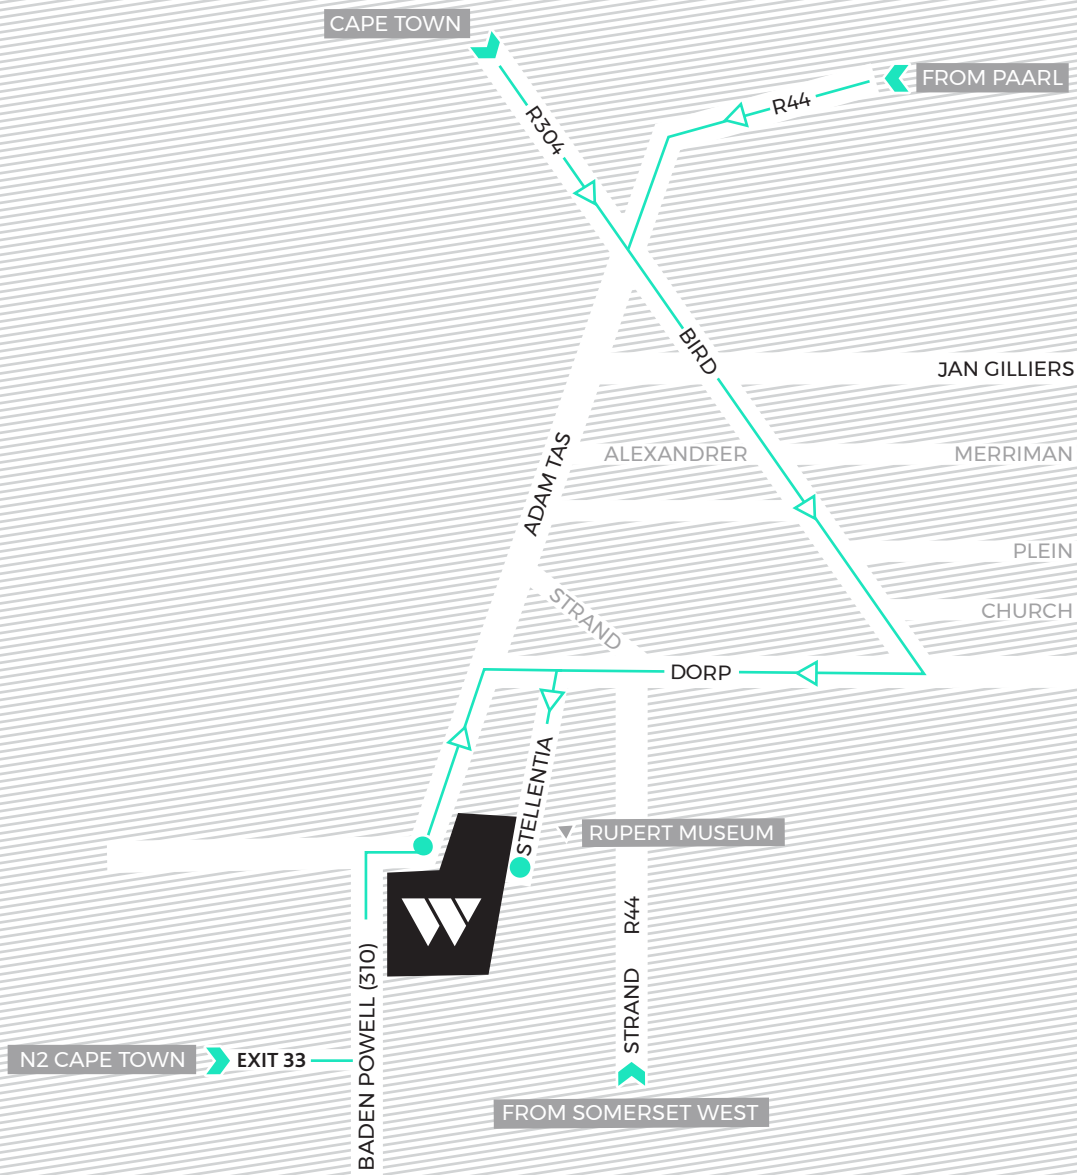 CAPE TOWN
FROM PAARL
R44
R304
BIRD
JAN GILLIERS
ADAM TAS
ALEXANDRER
MERRIMAN
PLEIN
STRAND
CHURCH
DORP
STELLENTIA
RUPERT MUSEUM
W
STRAND R44
BADEN POWELL (310)
N2 CAPE TOWN
EXIT 33
FROM SOMERSET WEST